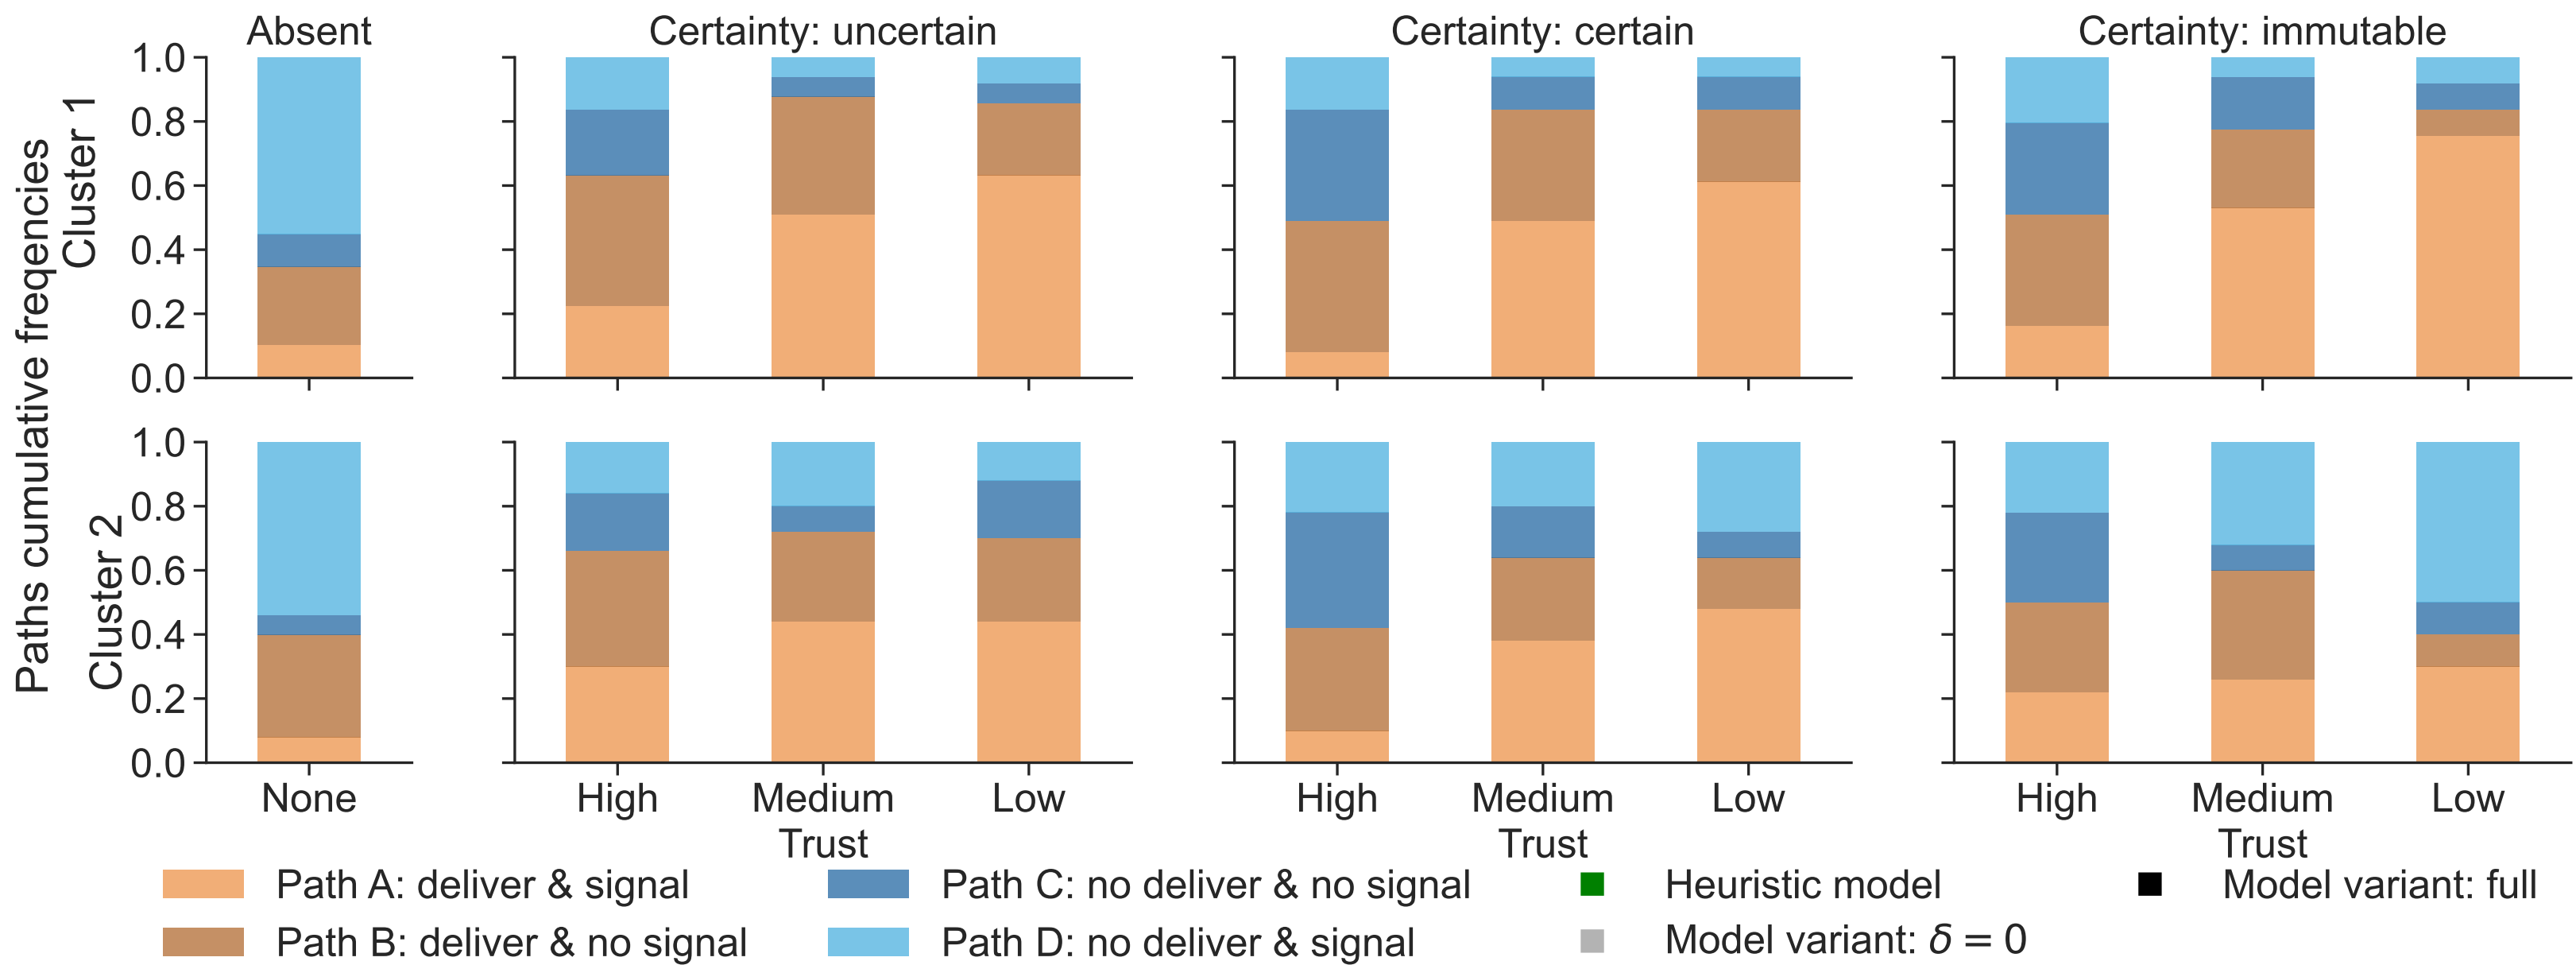 Absent
Certainty: uncertain
Certainty: certain
Certainty: immutable
Paths cumulative freqencies
Cluster 1
1.0
0.8
0.6
0.4
0.2
0.0
Cluster 2
1.0
0.8
0.6
0.4
0.2
0.0
None
High Medium Low
High Medium Low
High Medium Low
Trust
Trust
Trust
Path A: deliver & signal
Path C: no deliver & no signal
Heuristic model
Model variant: full
Path B: deliver & no signal
Path D: no deliver & signal
Model variant: δ = 0